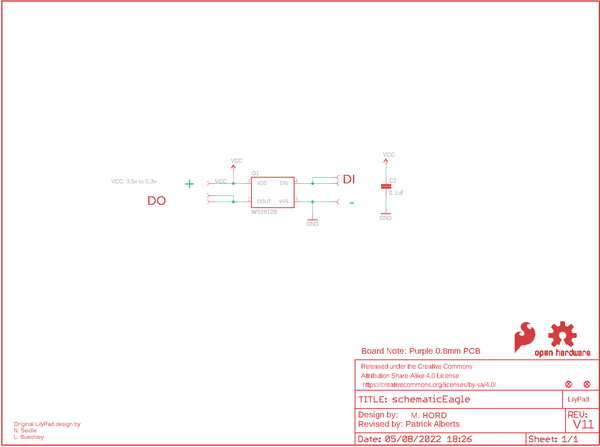 VCC
VCC
D1
C2
VCC: 3.5v to 5.3v
+
VCC
VDD
DIN
DI
0.1uF
DO
DOUT
VSS
-
WS2812B
GND
GND
Board Note: Purple 0.8mm PCB
open hardware
Released under the Creative Commons
Attribution Share-Alike 4.0 License
https://creativecommons.org/licenses/by-sa/4.0/
TITLE: schematicEagle
LilyPad
Design by: M. HORD
Revised by: Patrick Alberts
REV:
V11
Date: 05/08/2022 18:26
Sheet: 1/1
Original LilyPad design by
N. Seidle
L. Buechley